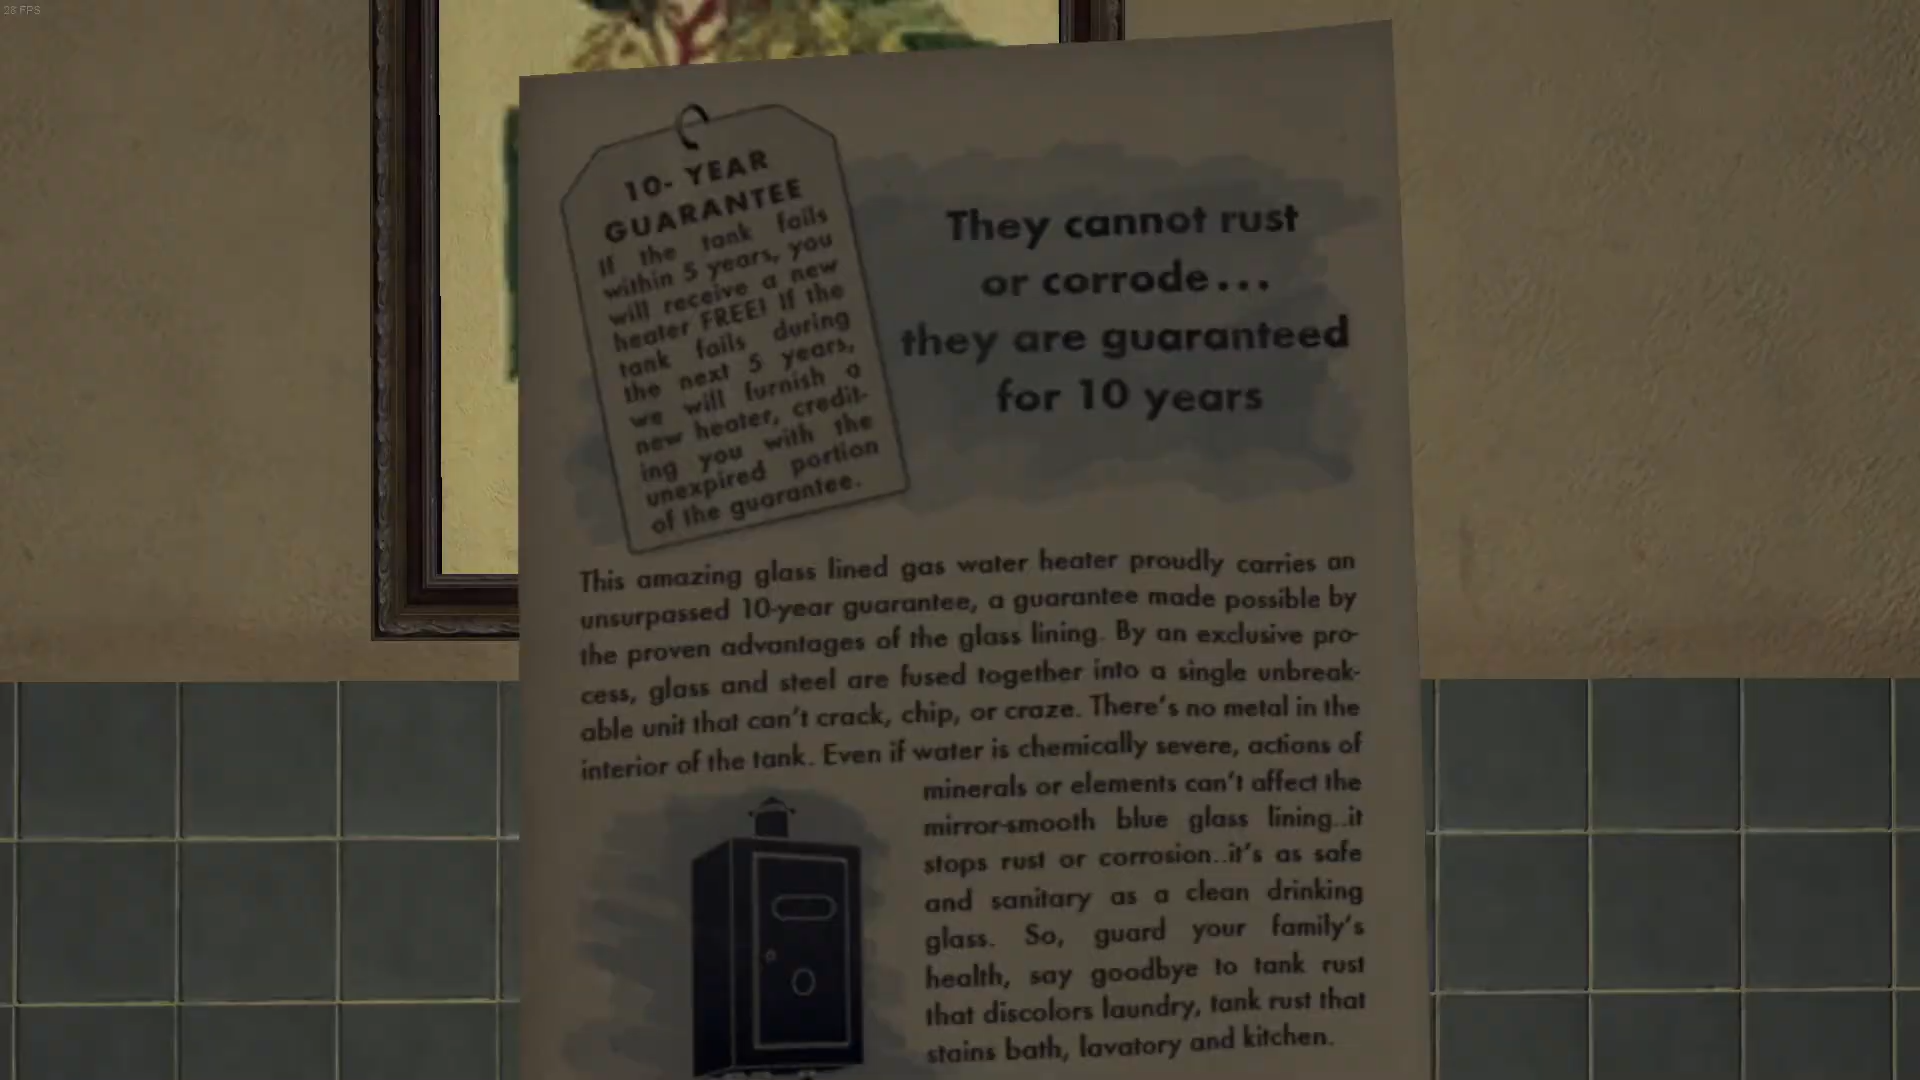 28 FPS
10- YEAR
GUARANTEE
If the tank fails
within 5 years, you
will receive a new
heater FREE! If the
tank fails during
the next 5 years,
we will furnish a
new heater, credit-
ing you with the
unexpired portion
of the guarantee.
They cannot rust
or corrode...
they are guaranteed
for 10 years
This amazing glass lined gas water heater proudly carries an
unsurpassed 10-year guarantee, a guarantee made possible by
the proven advantages of the glass lining. By an exclusive pro-
cess, glass and steel are fused together into a single unbreak-
able unit that can't crack, chip, or craze. There's no metal in the
interior of the tank. Even if water is chemically severe, actions of
minerals or elements can't affect the
mirror-smooth blue glass lining..it
stops rust or corrosion..it's as safe
and sanitary as a clean drinking
glass. So, guard your family's
health, say goodbye to tank rust
that discolors laundry, tank rust that
stains bath, lavatory and kitchen.